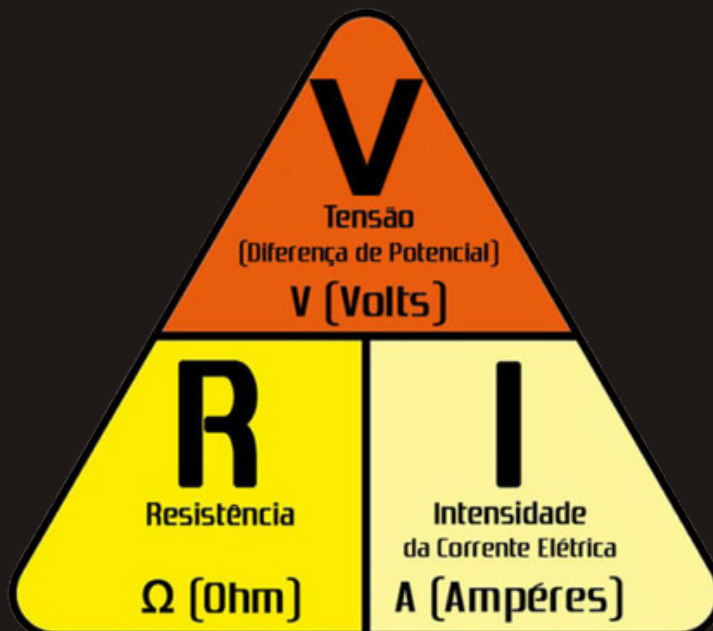 V
Tensão
(Diferença de Potencial)
V (Volts)
R
Resistência
Ω (Ohm)
I
Intensidade
da Corrente Elétrica
A (Ampéres)